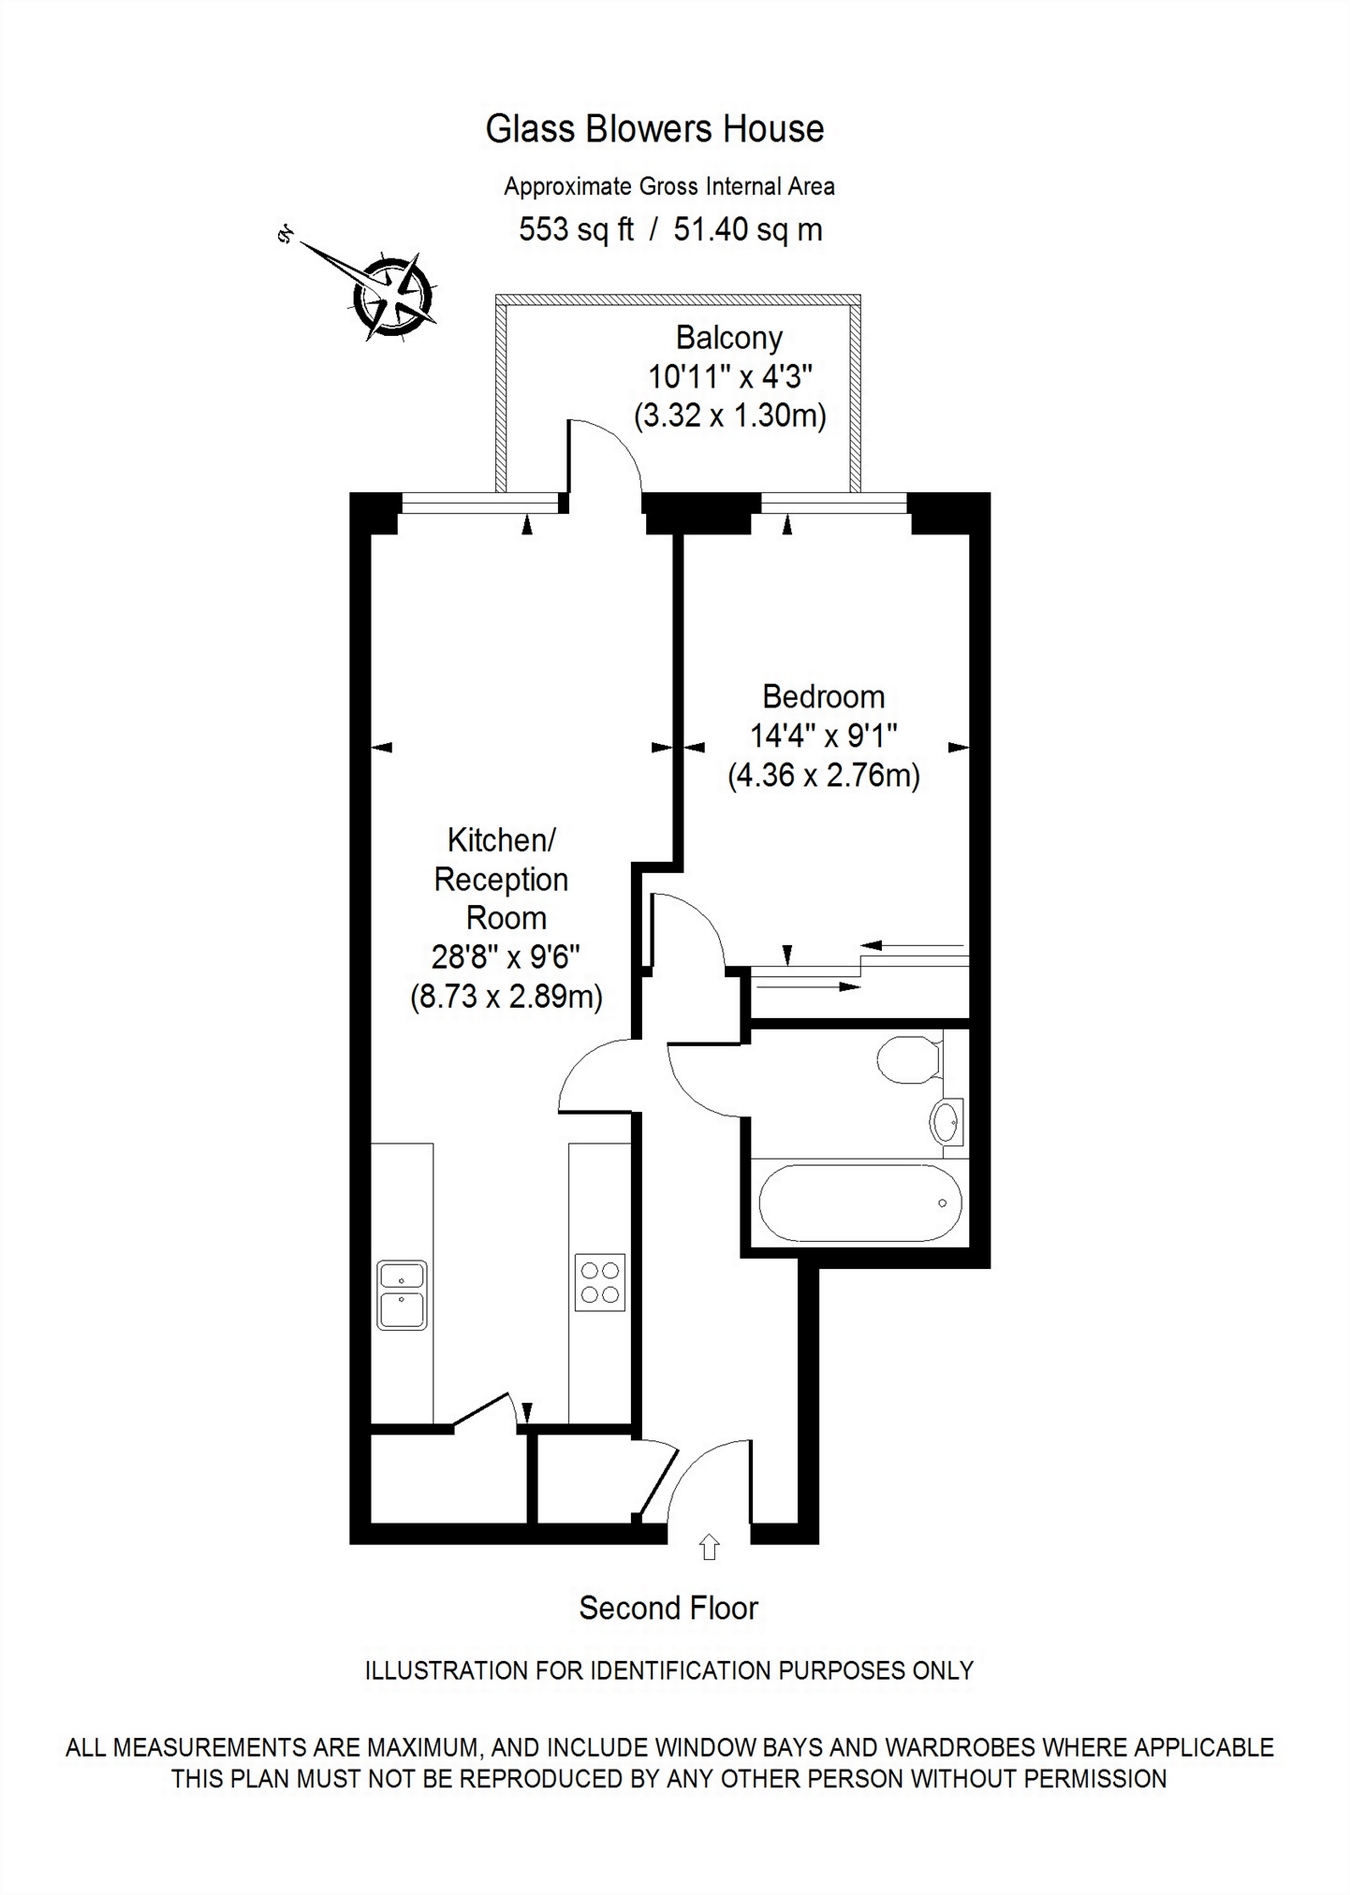 Glass Blowers House
Approximate Gross Internal Area
553 sq ft / 51.40 sq m
N
Balcony
10'11" x 4'3"
(3.32 x 1.30m)
Bedroom
14'4" x 9'1"
(4.36 x 2.76m)
Kitchen/
Reception
Room
28'8" x 9'6"
(8.73 x 2.89m)
Second Floor
ILLUSTRATION FOR IDENTIFICATION PURPOSES ONLY
ALL MEASUREMENTS ARE MAXIMUM, AND INCLUDE WINDOW BAYS AND WARDROBES WHERE APPLICABLE
THIS PLAN MUST NOT BE REPRODUCED BY ANY OTHER PERSON WITHOUT PERMISSION